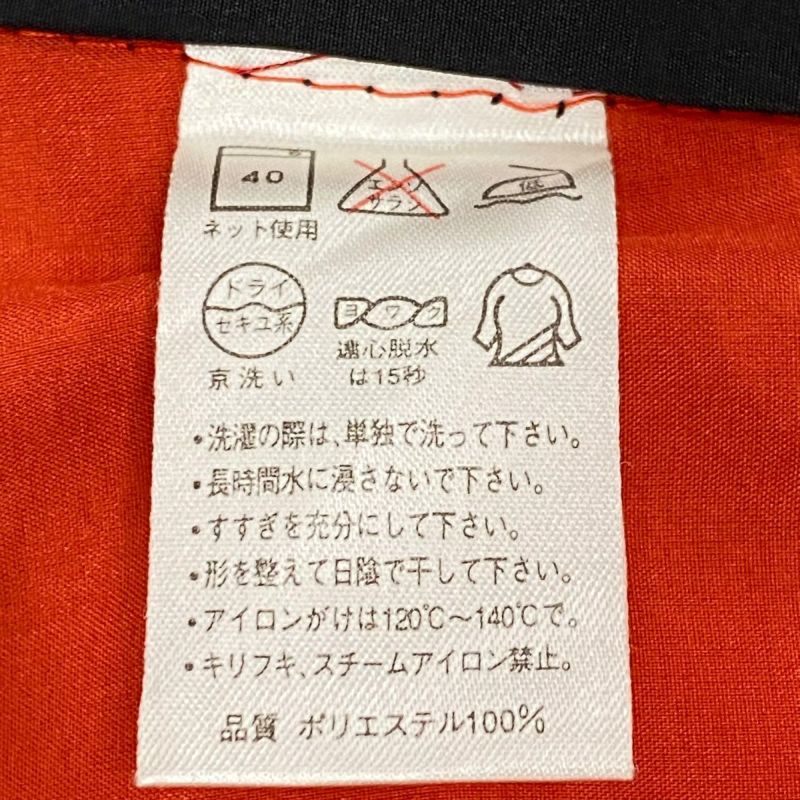 40
エンソ
サラシ
低
ネット使用
ドライ
セキユ系
ヨワク
京洗い
遠心脱水
は15秒
・洗濯の際は、単独で洗って下さい。
・長時間水に浸さないで下さい。
・すすぎを充分にして下さい。
・形を整えて日陰で干して下さい。
・アイロンがけは120℃～140℃で。
・キリフキ、スチームアイロン禁止。
品質 ポリエステル100%